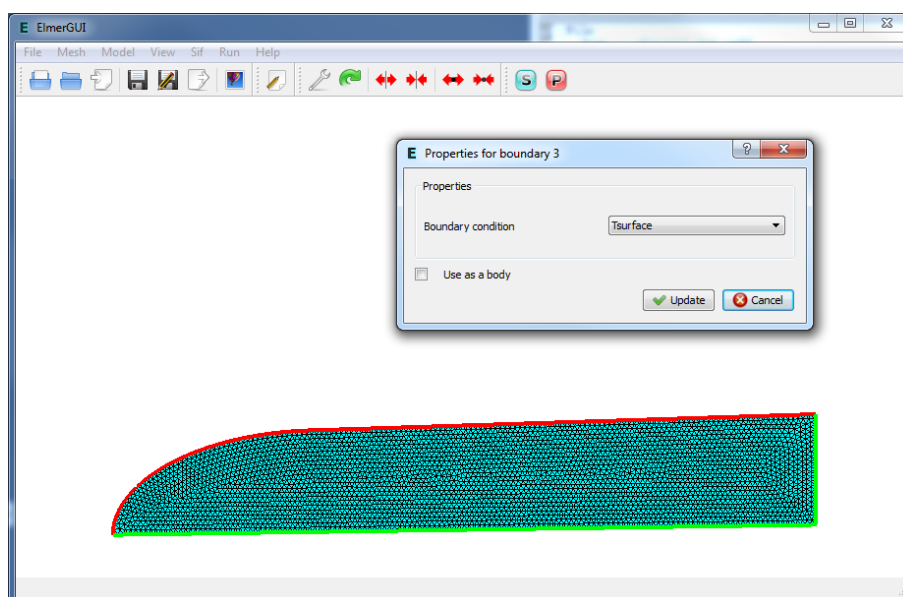 E ElmerGUI
File Mesh Model View Sif Run Help
S P
E Properties for boundary 3 ? X
Properties
Boundary condition Tsurface
Use as a body
Update Cancel